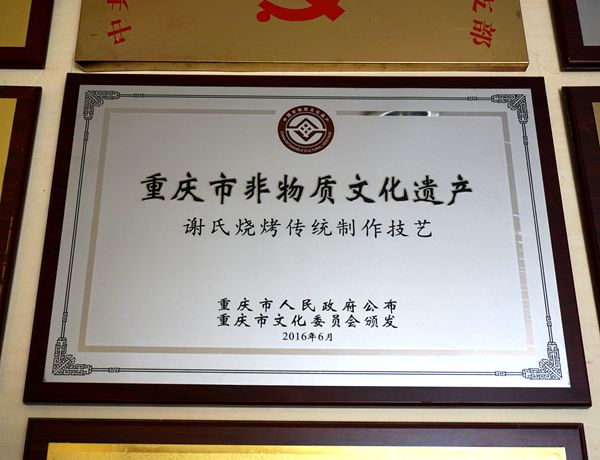 重庆市非物质文化遗产
谢氏烧烤传统制作技艺
重庆市人民政府公布
重庆市文化委员会颁发
2016年6月